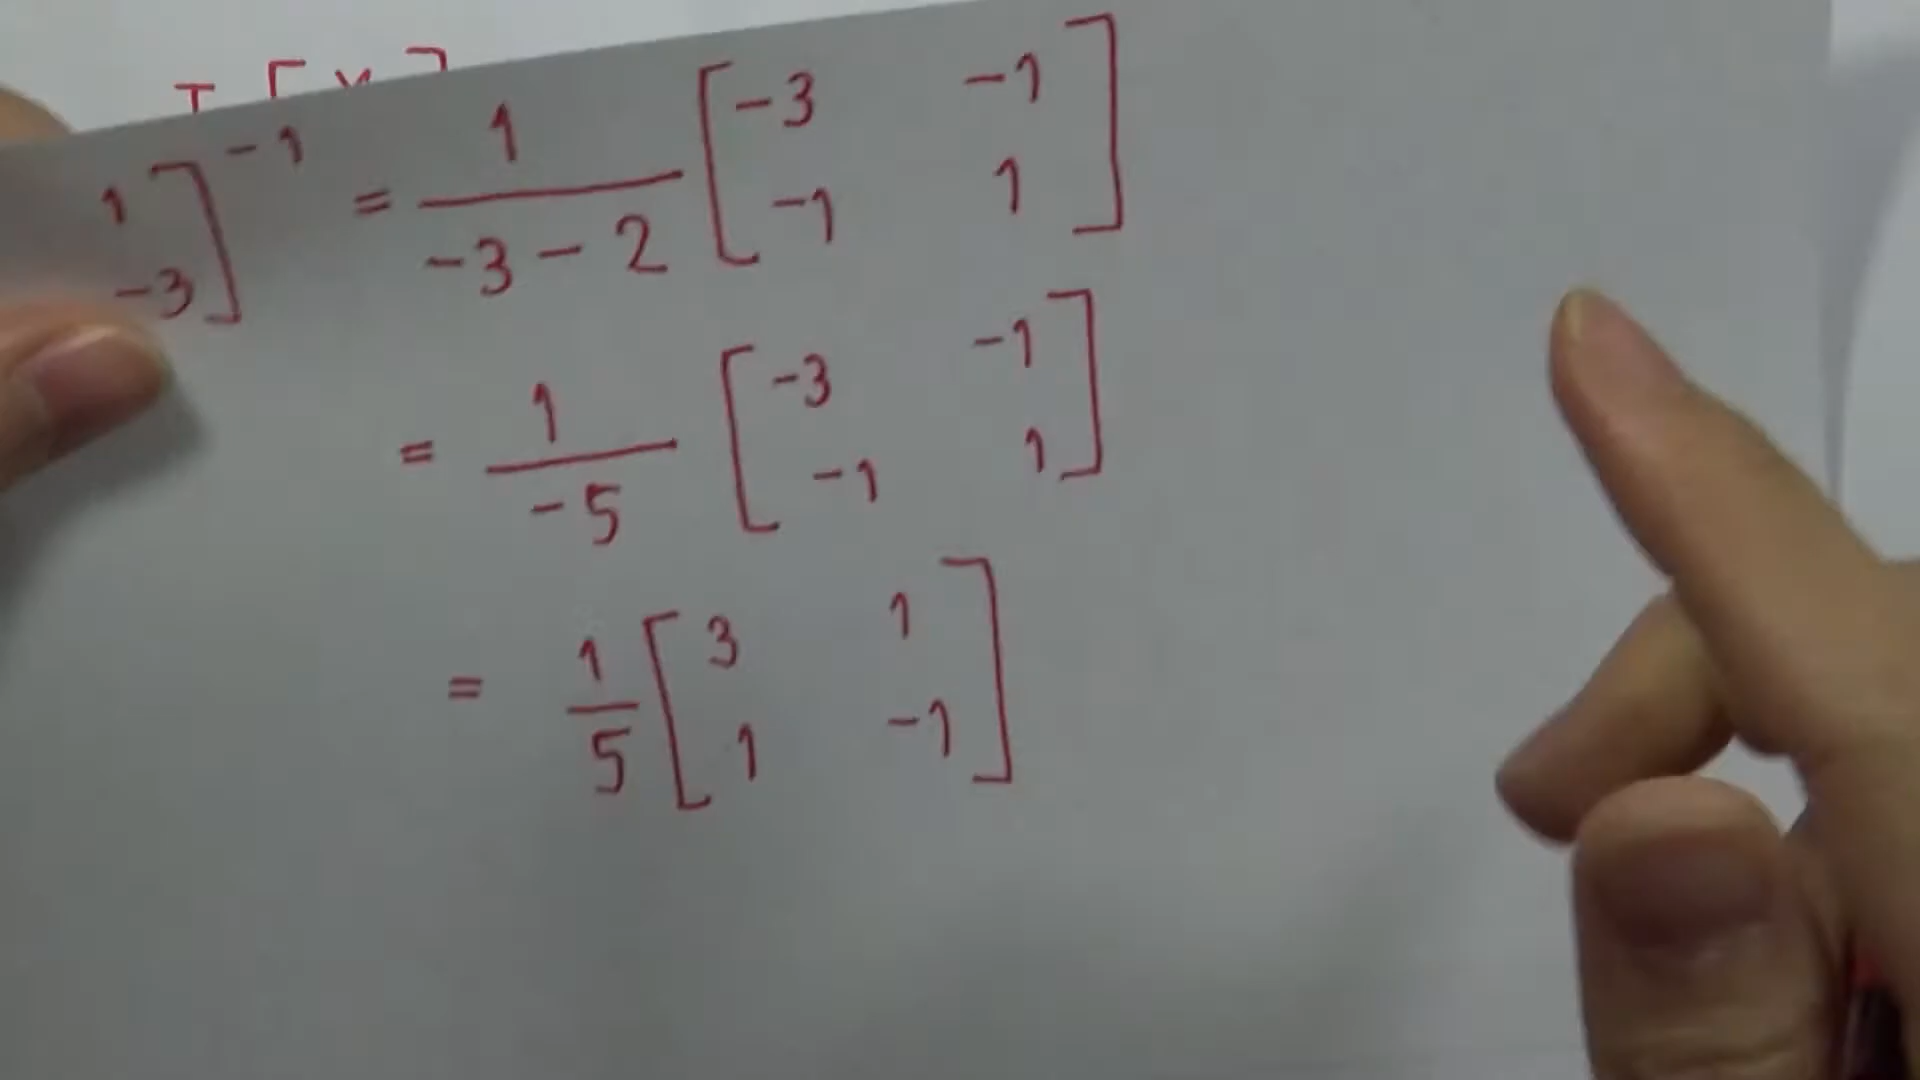 1 ]⁻¹ = 1/(-3 - 2) [ -3 -1
-3 ] -1 1 ]
= 1/(-5) [ -3 -1
-1 1 ]
= 1/5 [ 3 1
1 -1 ]